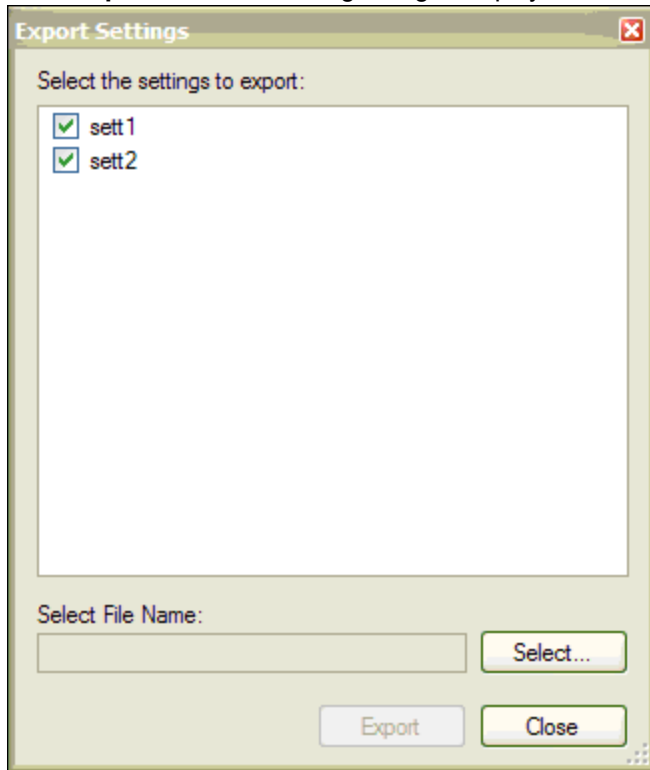 Export Settings
Select the settings to export:
sett1
sett2
Select File Name:
Select...
Export
Close